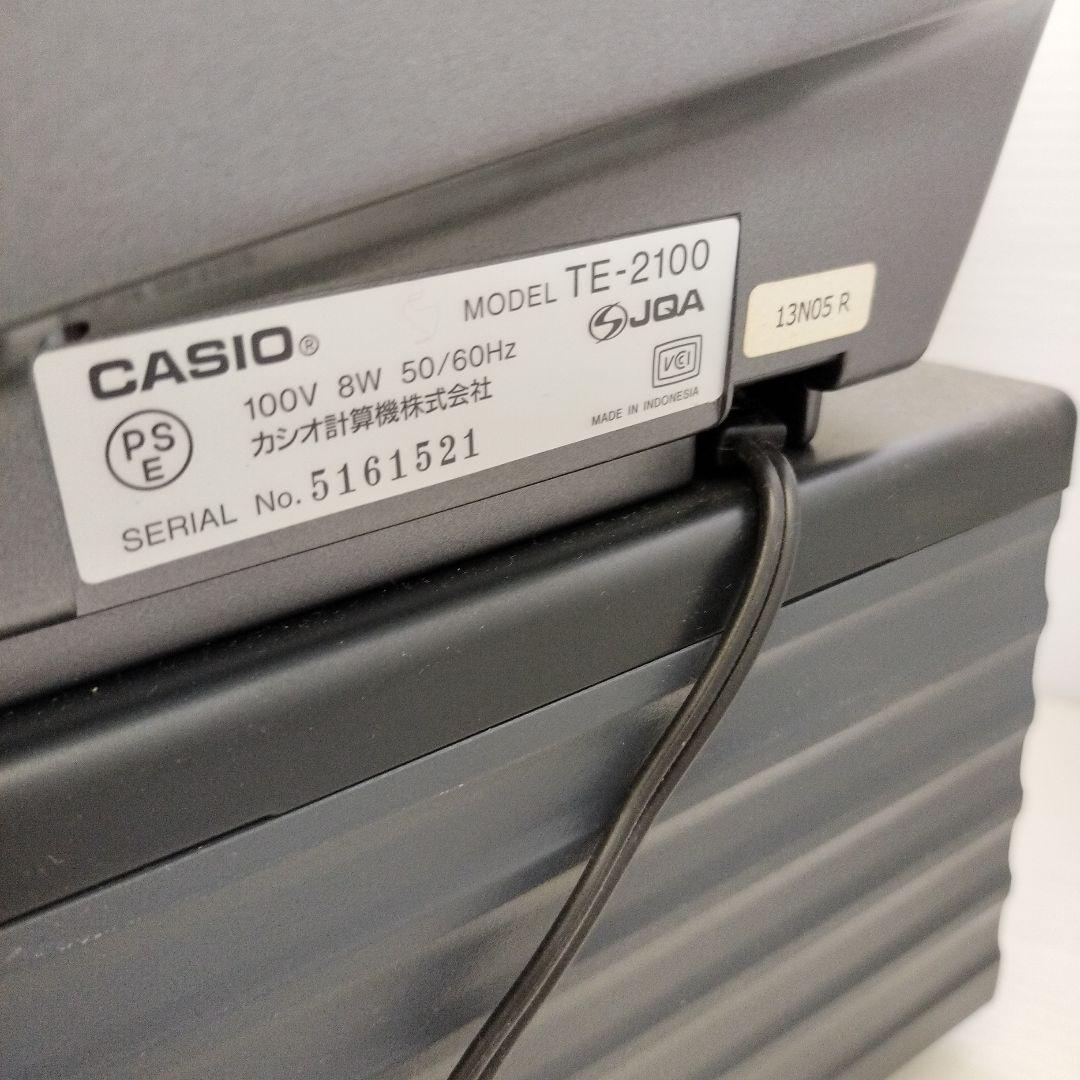 CASIO®
MODEL TE-2100
JQA
100V 8W 50/60Hz
カシオ計算機株式会社
PSE
VCI
SERIAL No. 5161521
MADE IN INDONESIA
13N05 R